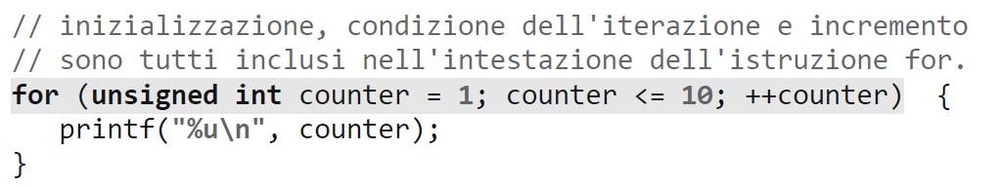 // inizializzazione, condizione dell'iterazione e incremento
// sono tutti inclusi nell'intestazione dell'istruzione for.
for (unsigned int counter = 1; counter <= 10; ++counter) {
   printf("%u\n", counter);
}